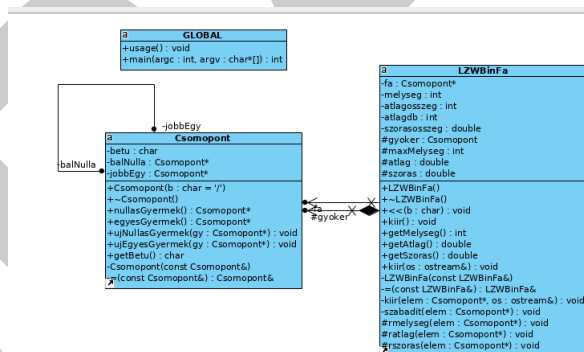 a
GLOBAL
+usage() : void
+main(argc : int, argv : char*[]) : int
-jobbEgy
-balNulla
a
Csomopont
-betu : char
-balNulla : Csomopont*
-jobbEgy : Csomopont*
+Csomopont(b : char = '/')
+~Csomopont()
+nullasGyermek() : Csomopont*
+egyesGyermek() : Csomopont*
+ujNullasGyermek(gy : Csomopont*) : void
+ujEgyesGyermek(gy : Csomopont*) : void
+getBetu() : char
-Csomopont(const Csomopont&)
-=(const Csomopont&) : Csomopont&
-fa
#gyoker
a
LZWBinFa
-fa : Csomopont*
-melyseg : int
-atlagosszeg : int
-atlagdb : int
-szorasosszeg : double
#gyoker : Csomopont
#maxMelyseg : int
#atlag : double
#szoras : double
+LZWBinFa()
+~LZWBinFa()
+<<(b : char) : void
+kiir() : void
+getMelyseg() : int
+getAtlag() : double
+getSzoras() : double
+kiir(os : ostream&) : void
-LZWBinFa(const LZWBinFa&)
-=(const LZWBinFa&) : LZWBinFa&
-kiir(elem : Csomopont*, os : ostream&) : void
-szabadit(elem : Csomopont*) : void
#rmelyseg(elem : Csomopont*) : void
#ratlag(elem : Csomopont*) : void
#rszoras(elem : Csomopont*) : void